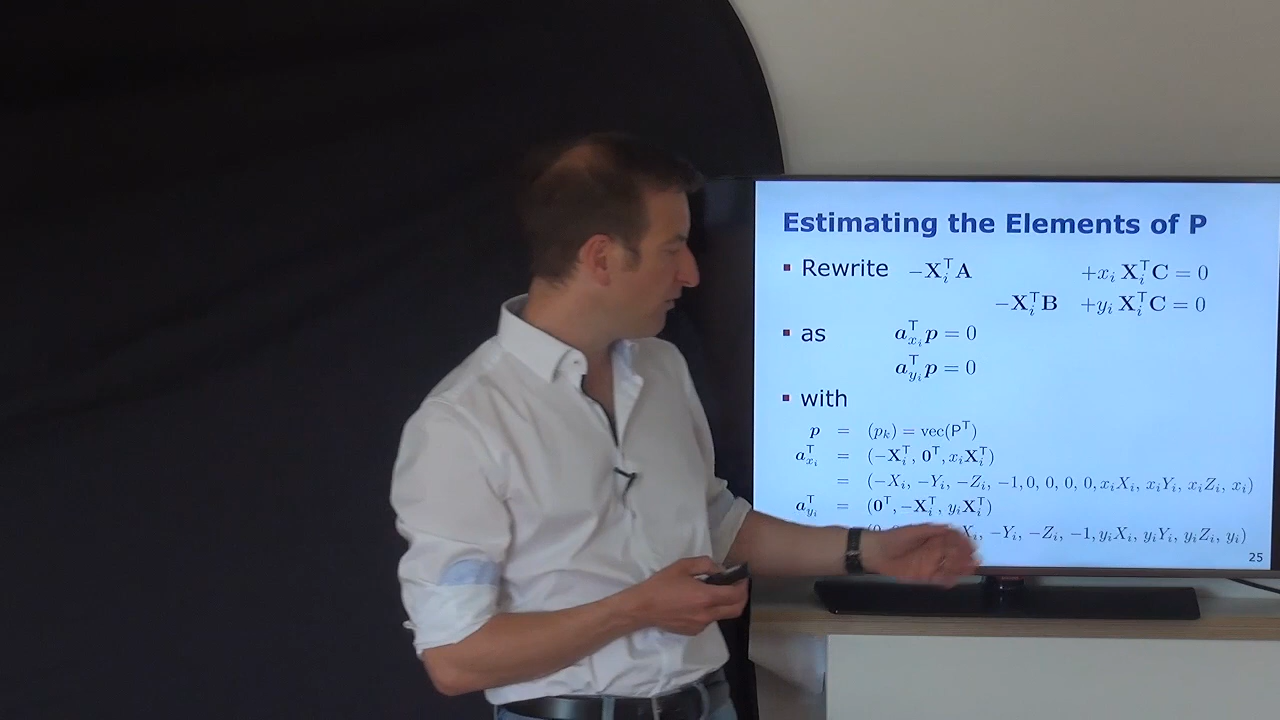 Estimating the Elements of P
▪ Rewrite −X_i^T A +x_i X_i^T C = 0
−X_i^T B +y_i X_i^T C = 0
▪ as a_{x_i}^T p = 0
a_{y_i}^T p = 0
▪ with
p = (p_k) = vec(P^T)
a_{x_i}^T = (−X_i^T, 0^T, x_i X_i^T)
= (−X_i, −Y_i, −Z_i, −1, 0, 0, 0, 0, x_i X_i, x_i Y_i, x_i Z_i, x_i)
a_{y_i}^T = (0^T, −X_i^T, y_i X_i^T)
(0, X_i, −Y_i, −Z_i, −1, y_i X_i, y_i Y_i, y_i Z_i, y_i)
25